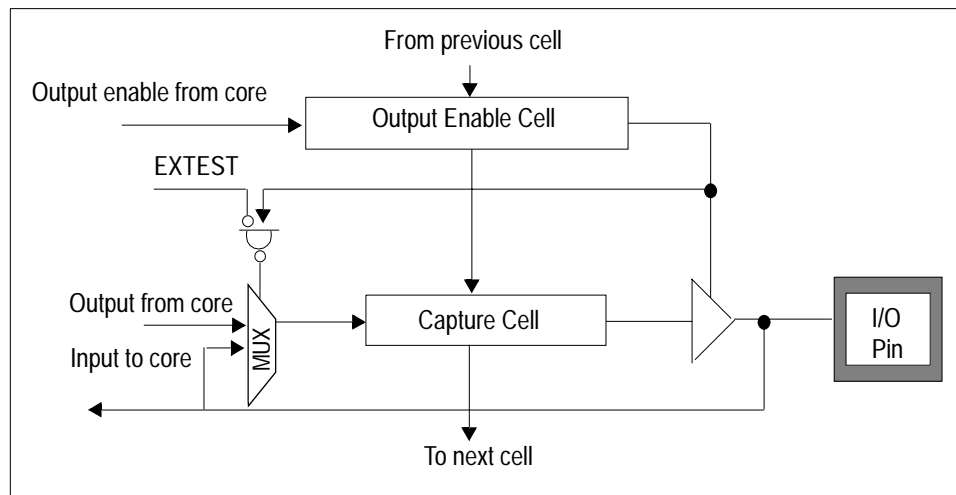 From previous cell
Output enable from core
Output Enable Cell
EXTEST
Output from core
Input to core
MUX
Capture Cell
I/O
Pin
To next cell